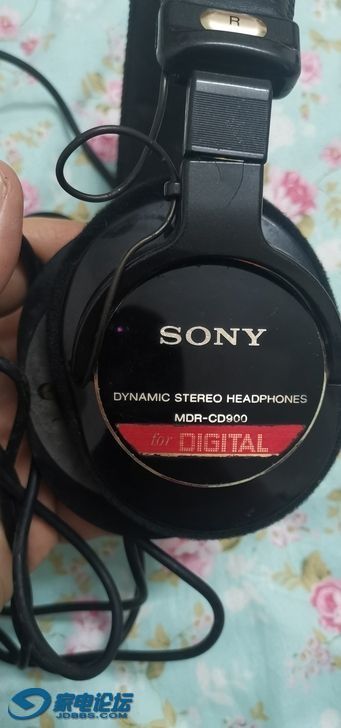 R
SONY
DYNAMIC STEREO HEADPHONES
MDR-CD900
for DIGITAL
家电论坛
JDBBS.COM